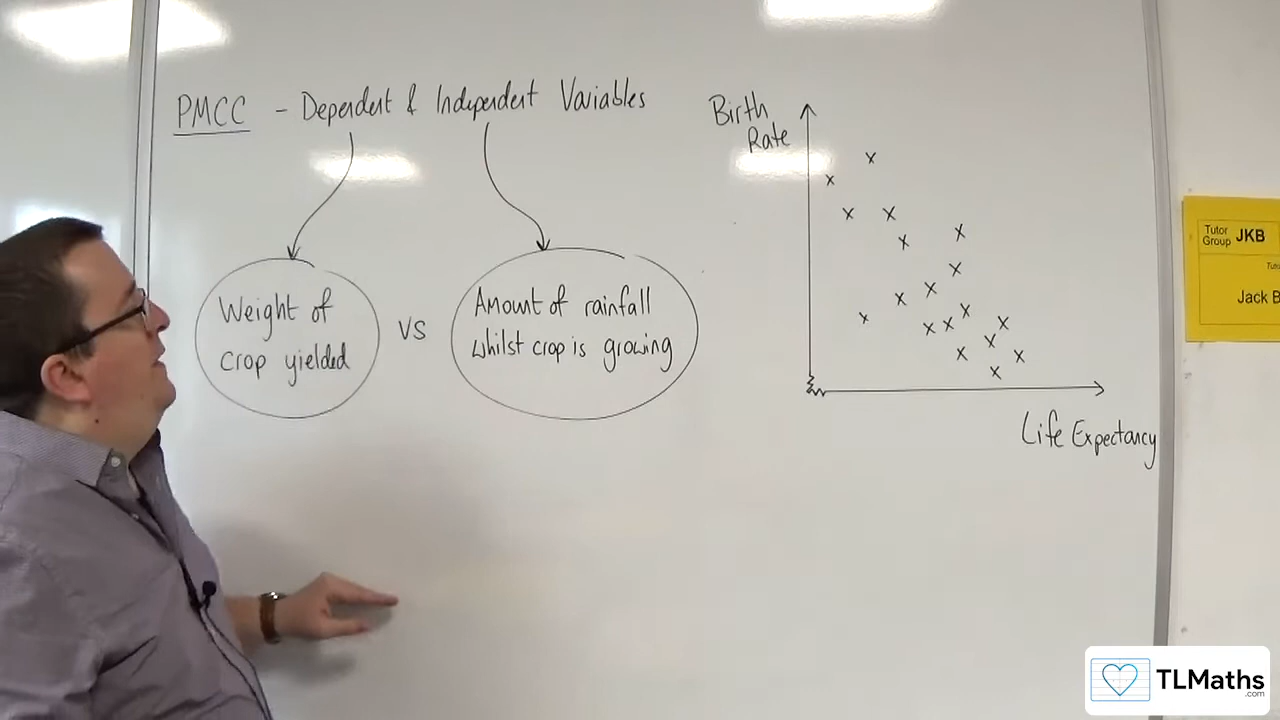 PMCC - Dependent & Independent Variables
Weight of
crop yielded
VS
Amount of rainfall
whilst crop is growing
Birth
Rate
Life Expectancy
Tutor
Group JKB
Jack B
TLMaths
.com